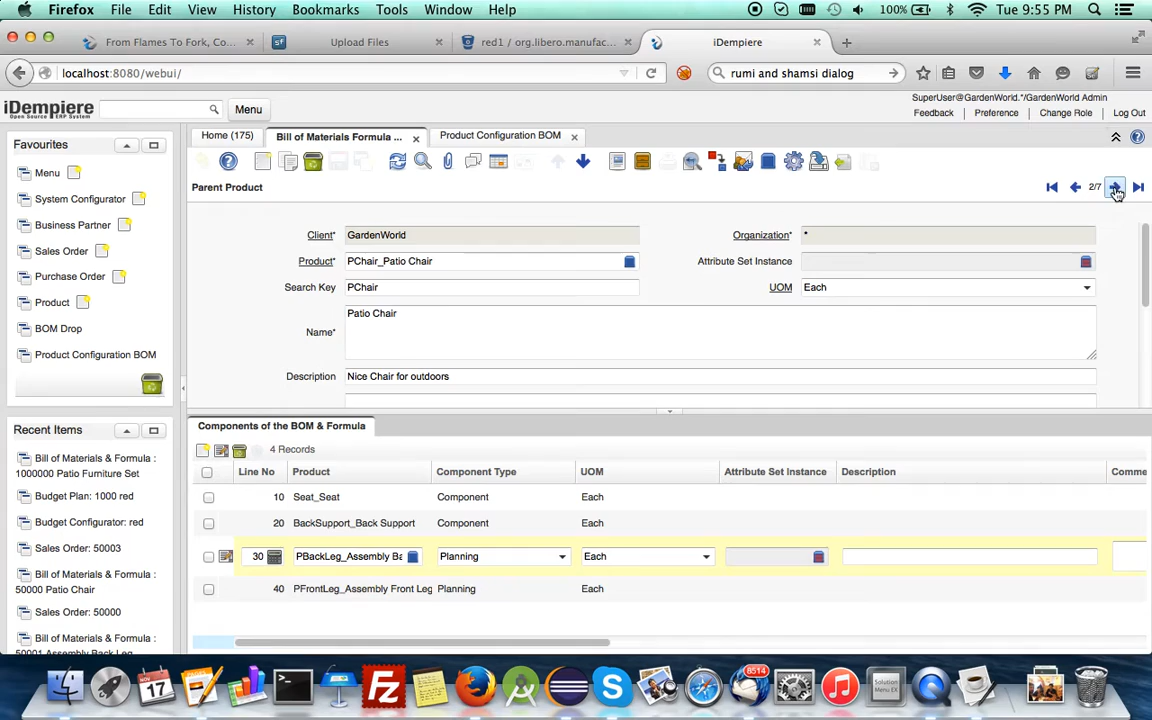 Firefox File Edit View History Bookmarks Tools Window Help 100% Tue 9:55 PM
From Flames To Fork, Co... Upload Files red1 / org.libero.manufac... iDempiere
localhost:8080/webui/ rumi and shamsi dialog
iDempiere Menu
OPEN SOURCE ERP SYSTEM
SuperUser@GardenWorld.*/GardenWorld Admin
Feedback Preference Change Role Log Out
Favourites
Menu
System Configurator
Business Partner
Sales Order
Purchase Order
Product
BOM Drop
Product Configuration BOM
Recent Items
Bill of Materials & Formula :
1000000 Patio Furniture Set
Budget Plan: 1000 red
Budget Configurator: red
Sales Order: 50003
Bill of Materials & Formula :
50000 Patio Chair
Sales Order: 50000
Bill of Materials & Formula :
50001 Assembly Back Leg
Home (175) Bill of Materials Formula ... Product Configuration BOM
Parent Product 2/7
Client* GardenWorld Organization* *
Product* PChair_Patio Chair Attribute Set Instance
Search Key PChair UOM Each
Name* Patio Chair
Description Nice Chair for outdoors
Components of the BOM & Formula
4 Records
Line No Product Component Type UOM Attribute Set Instance Description Comme
10 Seat_Seat Component Each
20 BackSupport_Back Support Component Each
30 PBackLeg_Assembly Ba Planning Each
40 PFrontLeg_Assembly Front Leg Planning Each
17
8514
Solution
Menu EX